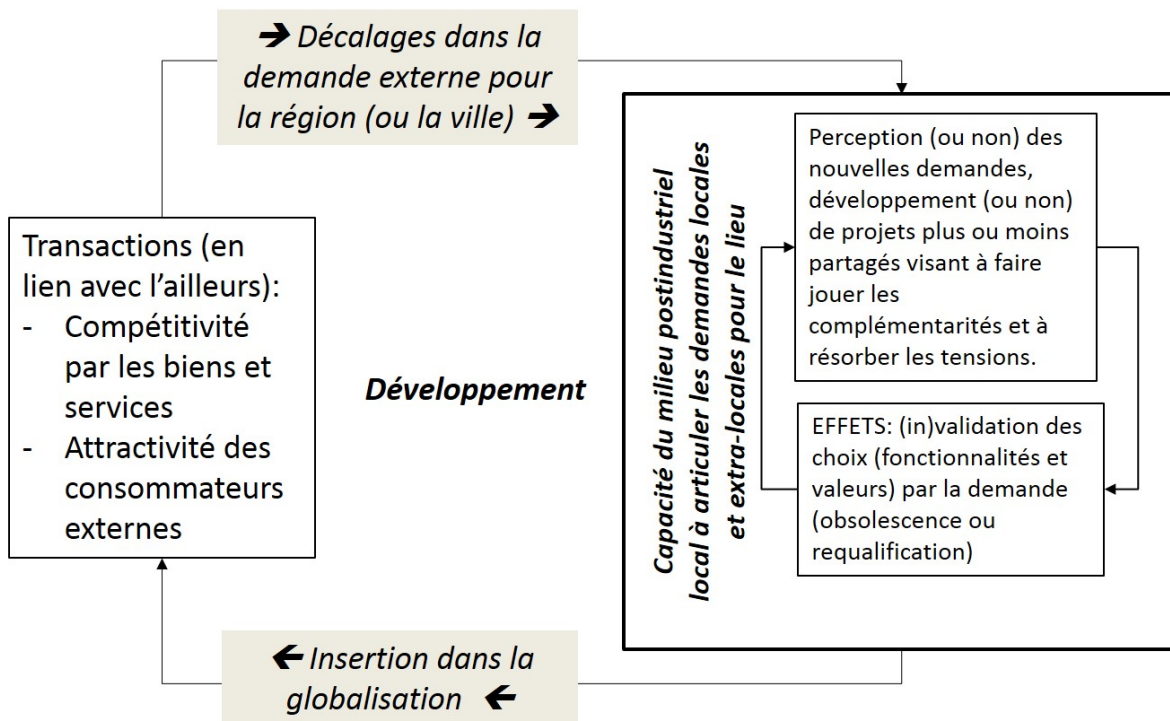 ➔ Décalages dans la
demande externe pour
la région (ou la ville) ➔
Transactions (en
lien avec l’ailleurs):
- Compétitivité
par les biens et
services
- Attractivité des
consommateurs
externes
Développement
Capacité du milieu postindustriel
local à articuler les demandes locales
et extra-locales pour le lieu
Perception (ou non) des
nouvelles demandes,
développement (ou non)
de projets plus ou moins
partagés visant à faire
jouer les
complémentarités et à
résorber les tensions.
EFFETS: (in)validation des
choix (fonctionnalités et
valeurs) par la demande
(obsolescence ou
requalification)
🡰 Insertion dans la
globalisation 🡰